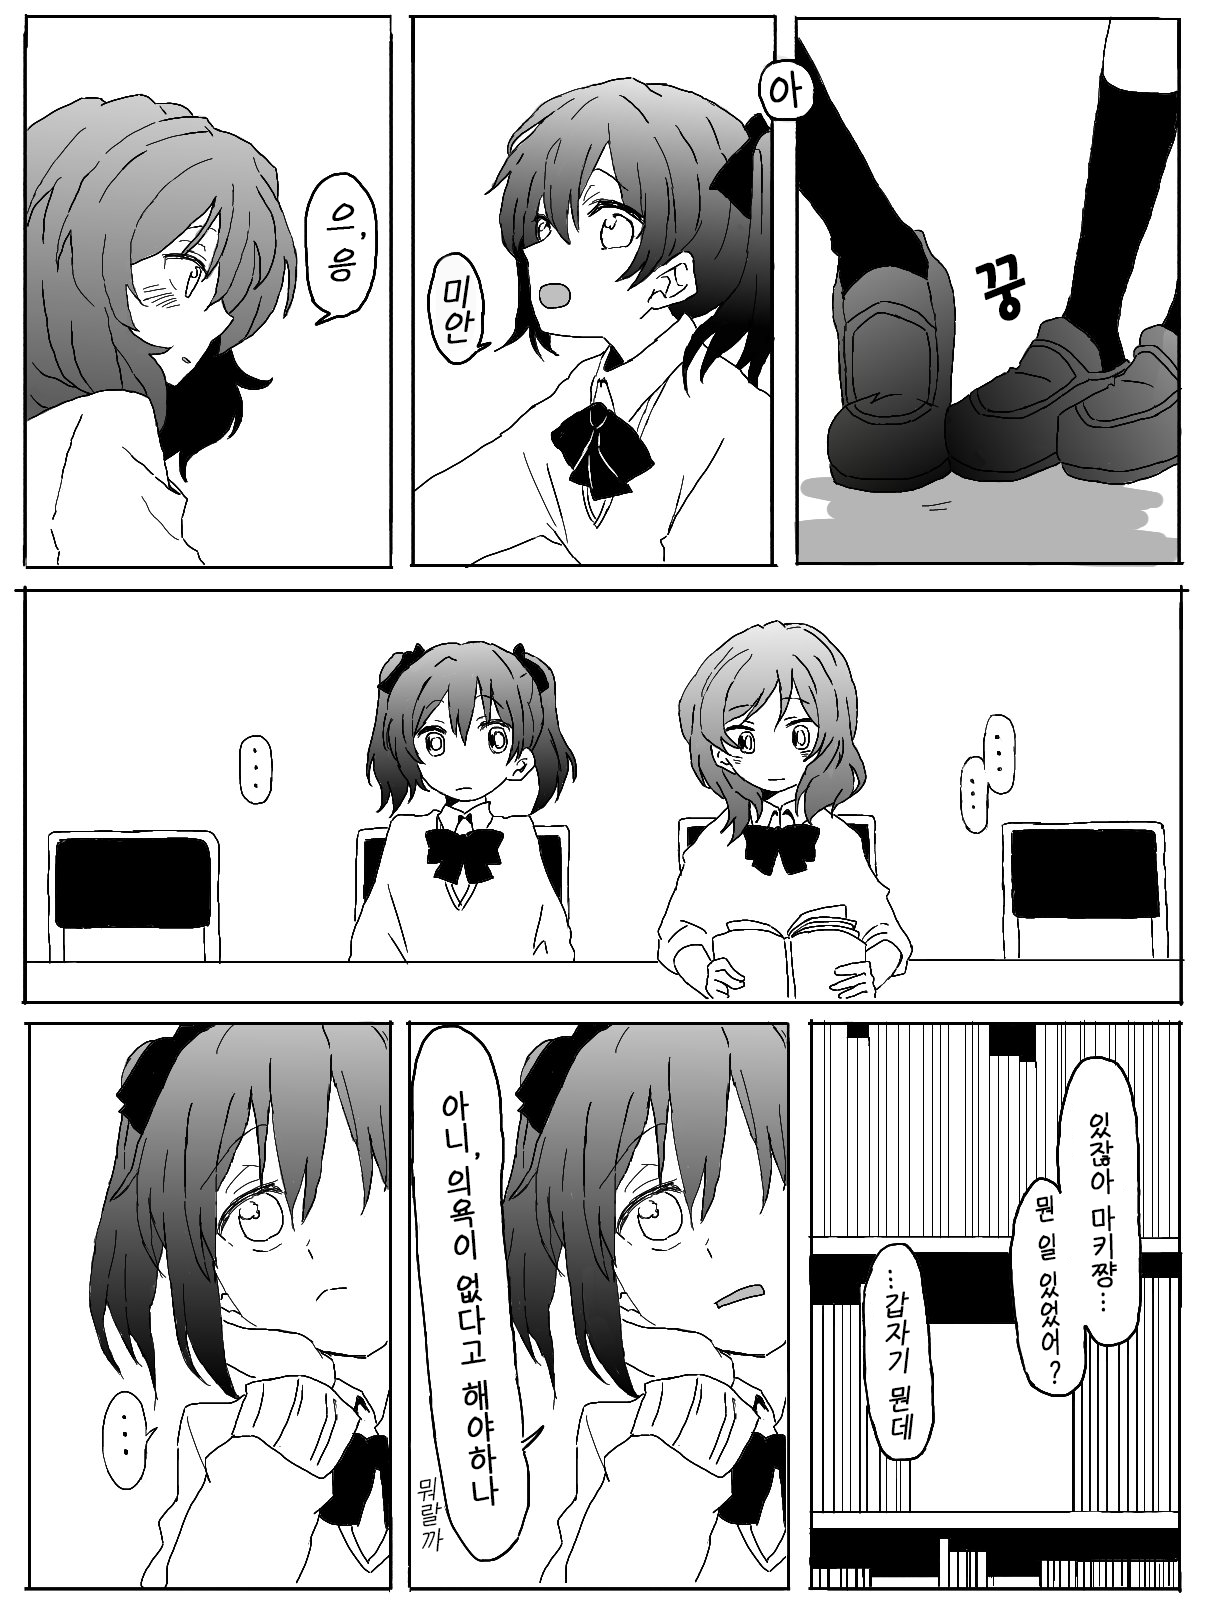 아
꿍
미안
으, 응
...
...
...
있잖아 마키쨩...
뭔 일 있었어?
...갑자기 뭔데
아니, 의욕이 없다고 해야하나
뭐랄까
...